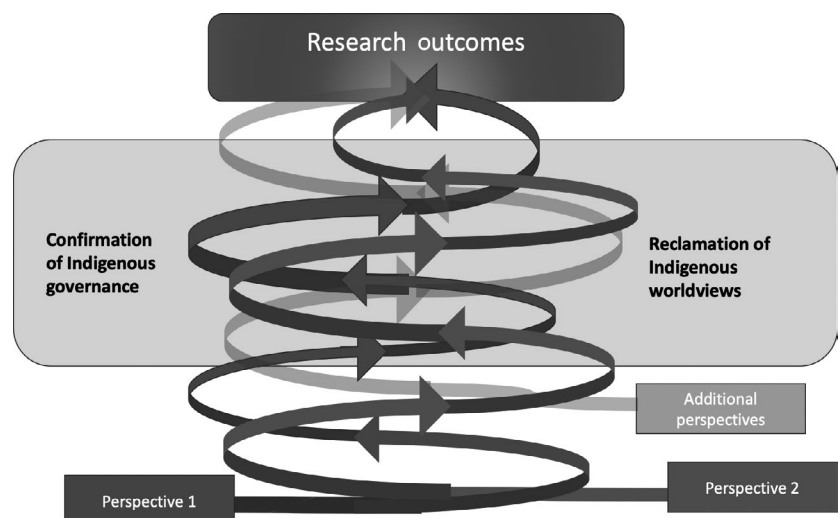 Research outcomes
Confirmation
of Indigenous
governance
Reclamation of
Indigenous
worldviews
Additional
perspectives
Perspective 1
Perspective 2